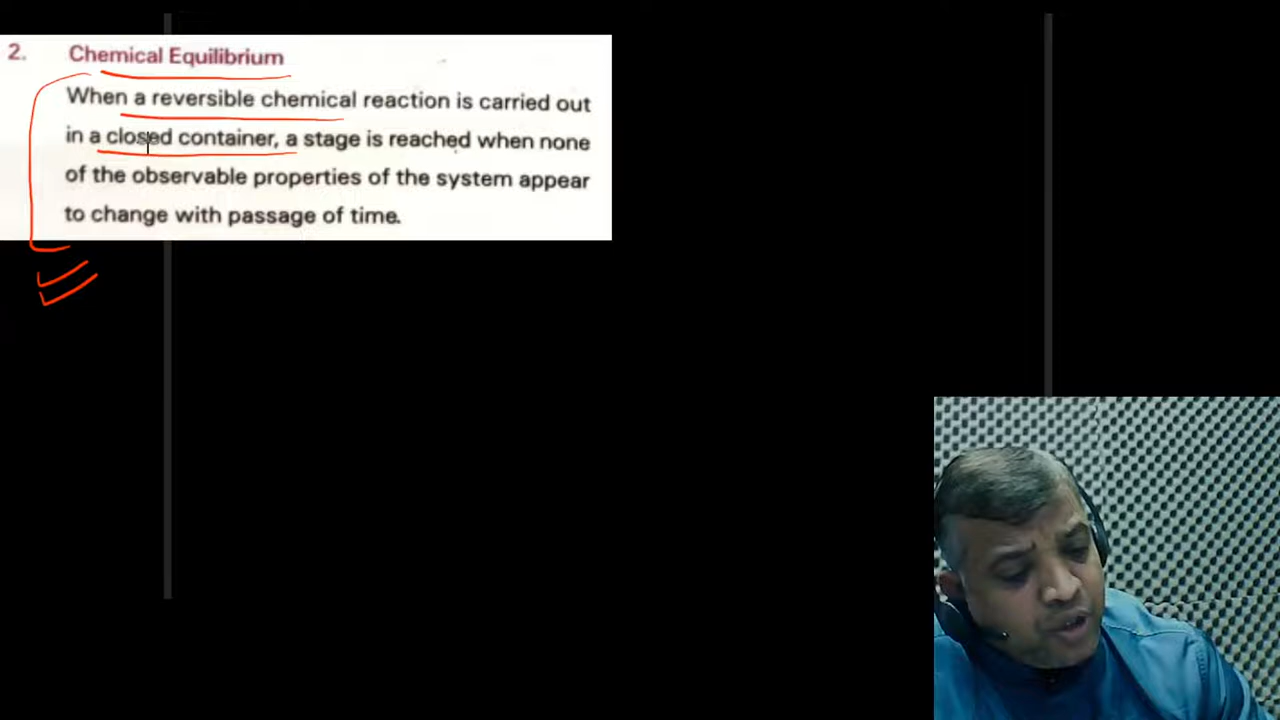 2. Chemical Equilibrium
When a reversible chemical reaction is carried out
in a closed container, a stage is reached when none
of the observable properties of the system appear
to change with passage of time.